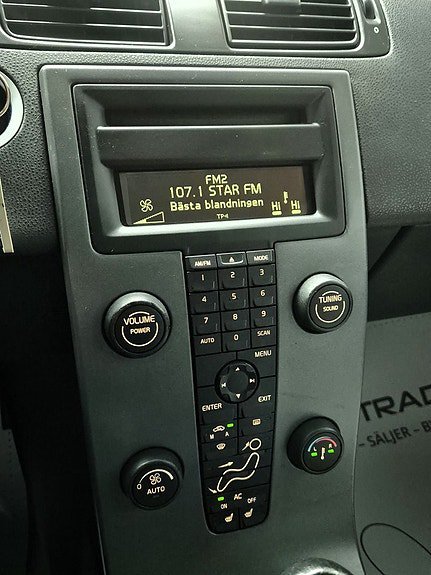 FM2
107.1 STAR FM
Bästa blandningen
HI HI
TP
AM/FM MODE
1 2 3
4 5 6
7 8 9
AUTO 0 SCAN
MENU
VOLUME
POWER
TUNING
SOUND
ENTER EXIT
M A
L R
0 AUTO
AC
ON OFF
TRAD
- SÄLJER - B